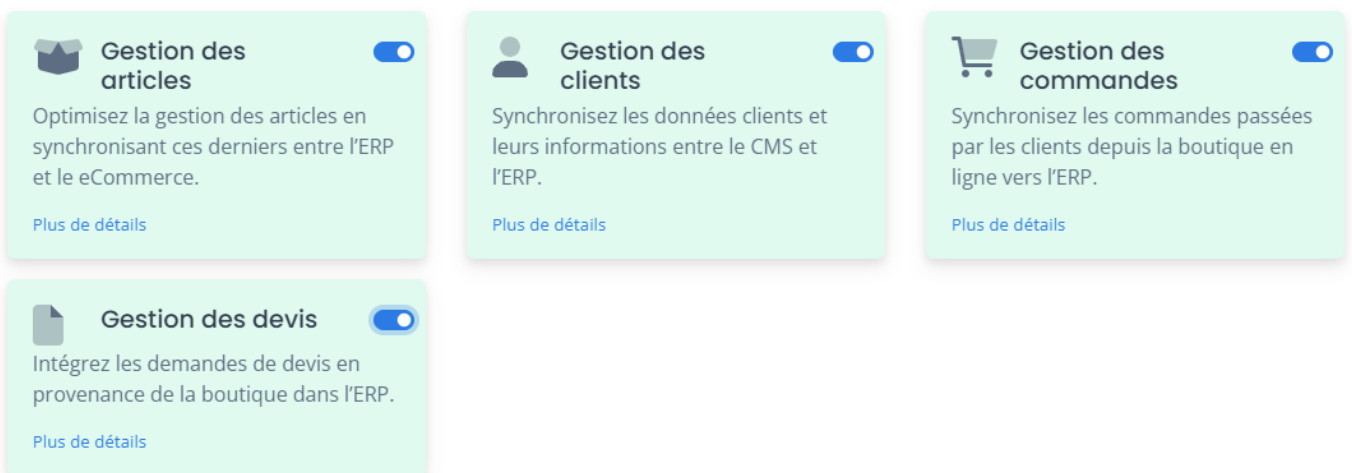 Gestion des
articles
Optimisez la gestion des articles en
synchronisant ces derniers entre l’ERP
et le eCommerce.
Plus de détails
Gestion des
clients
Synchronisez les données clients et
leurs informations entre le CMS et
l’ERP.
Plus de détails
Gestion des
commandes
Synchronisez les commandes passées
par les clients depuis la boutique en
ligne vers l’ERP.
Plus de détails
Gestion des devis
Intégrez les demandes de devis en
provenance de la boutique dans l’ERP.
Plus de détails